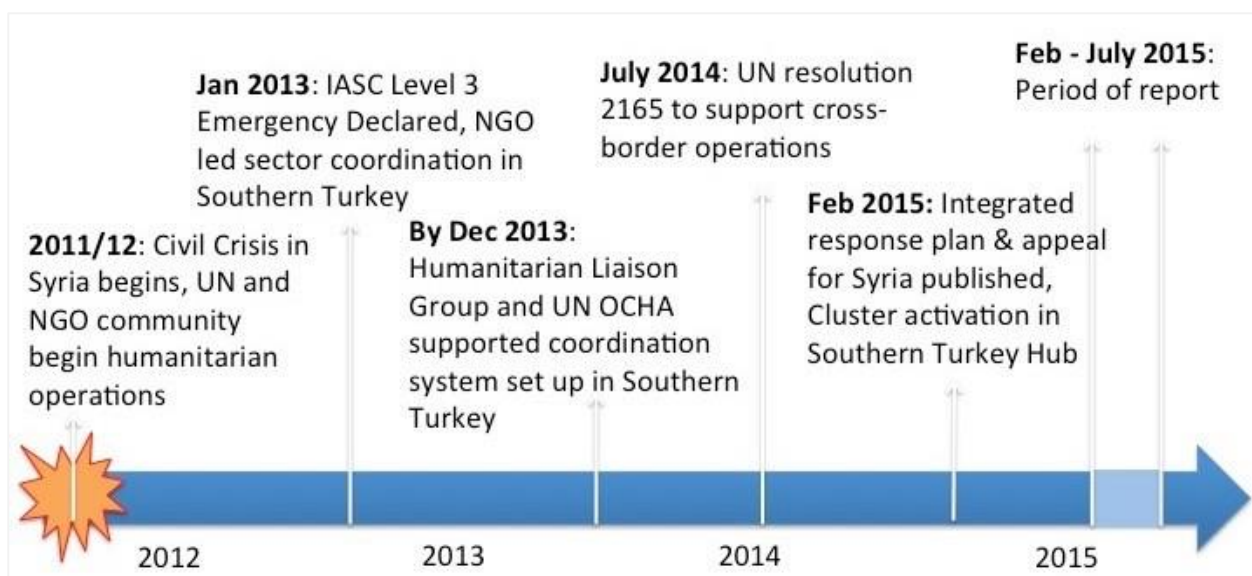 2011/12: Civil Crisis in
Syria begins, UN and
NGO community
begin humanitarian
operations
Jan 2013: IASC Level 3
Emergency Declared, NGO
led sector coordination in
Southern Turkey
By Dec 2013:
Humanitarian Liaison
Group and UN OCHA
supported coordination
system set up in Southern
Turkey
July 2014: UN resolution
2165 to support cross-
border operations
Feb 2015: Integrated
response plan & appeal
for Syria published,
Cluster activation in
Southern Turkey Hub
Feb - July 2015:
Period of report
2012
2013
2014
2015